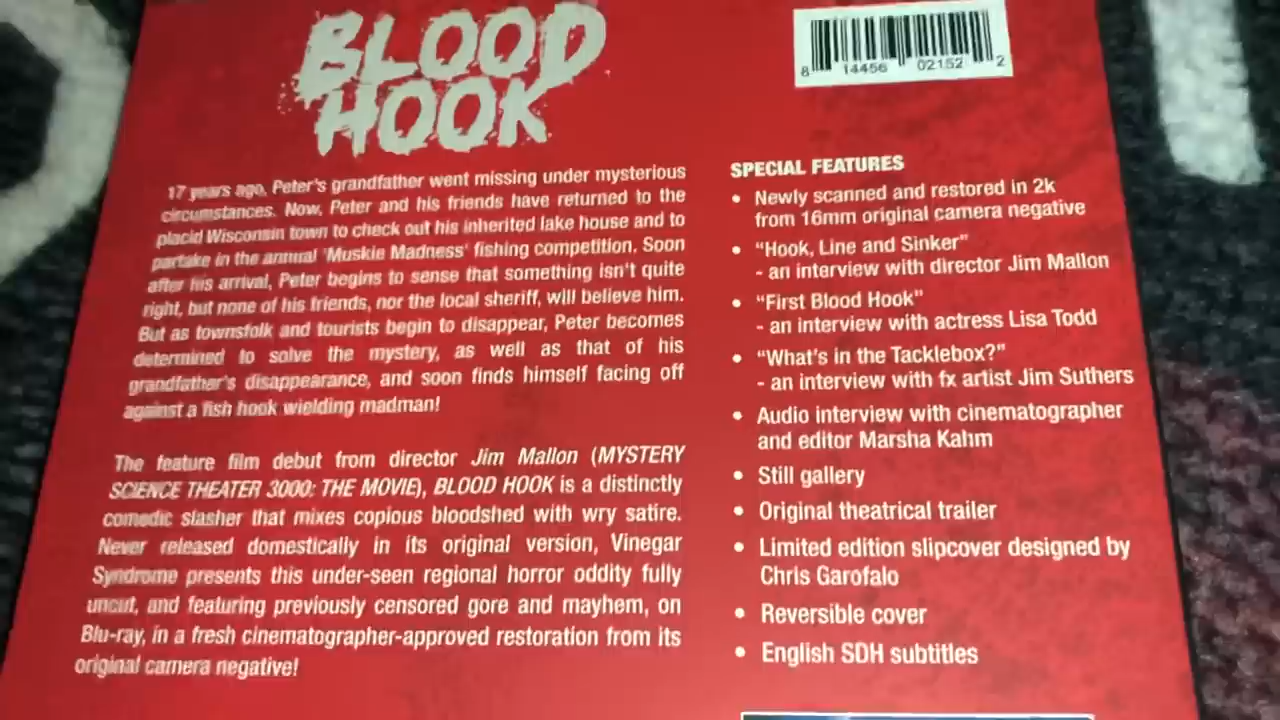 BLOOD
HOOK
8 14456 02152 2
17 years ago, Peter's grandfather went missing under mysterious
circumstances. Now, Peter and his friends have returned to the
placid Wisconsin town to check out his inherited lake house and to
partake in the annual 'Muskie Madness' fishing competition. Soon
after his arrival, Peter begins to sense that something isn't quite
right, but none of his friends, nor the local sheriff, will believe him.
But as townsfolk and tourists begin to disappear, Peter becomes
determined to solve the mystery, as well as that of his
grandfather's disappearance, and soon finds himself facing off
against a fish hook wielding madman!
The feature film debut from director Jim Mallon (MYSTERY
SCIENCE THEATER 3000: THE MOVIE), BLOOD HOOK is a distinctly
comedic slasher that mixes copious bloodshed with wry satire.
Never released domestically in its original version, Vinegar
Syndrome presents this under-seen regional horror oddity fully
uncut, and featuring previously censored gore and mayhem, on
Blu-ray, in a fresh cinematographer-approved restoration from its
original camera negative!
SPECIAL FEATURES
• Newly scanned and restored in 2k
from 16mm original camera negative
• "Hook, Line and Sinker"
- an interview with director Jim Mallon
• "First Blood Hook"
- an interview with actress Lisa Todd
• "What's in the Tacklebox?"
- an interview with fx artist Jim Suthers
• Audio interview with cinematographer
and editor Marsha Kahm
• Still gallery
• Original theatrical trailer
• Limited edition slipcover designed by
Chris Garofalo
• Reversible cover
• English SDH subtitles